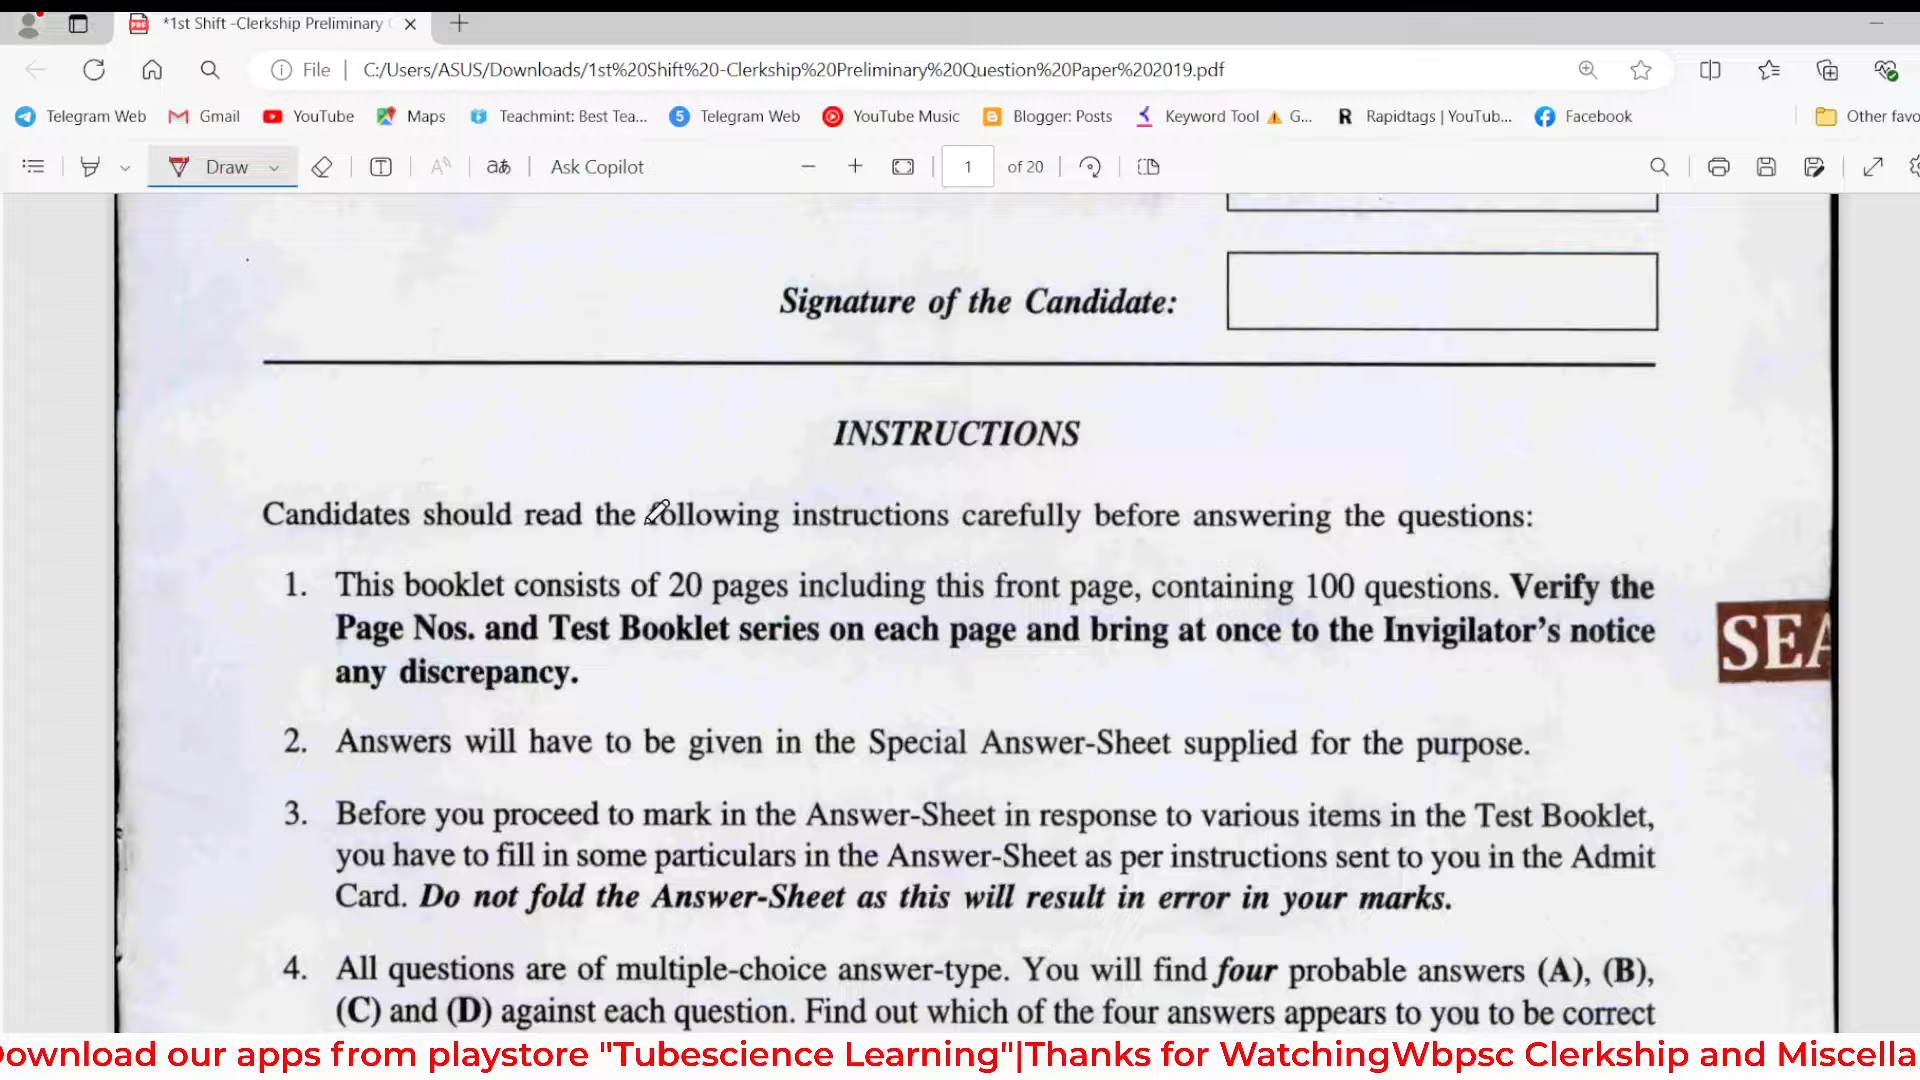 *1st Shift -Clerkship Preliminary
File
C:/Users/ASUS/Downloads/1st%20Shift%20-Clerkship%20Preliminary%20Question%20Paper%202019.pdf
Telegram Web
Gmail
YouTube
Maps
Teachmint: Best Tea...
Telegram Web
YouTube Music
Blogger: Posts
Keyword Tool ⚠ G...
Rapidtags | YouTub...
Facebook
Other favo
Draw
Ask Copilot
1 of 20
Signature of the Candidate:
INSTRUCTIONS
Candidates should read the following instructions carefully before answering the questions:
1. This booklet consists of 20 pages including this front page, containing 100 questions. Verify the
Page Nos. and Test Booklet series on each page and bring at once to the Invigilator's notice
any discrepancy.
SEA
2. Answers will have to be given in the Special Answer-Sheet supplied for the purpose.
3. Before you proceed to mark in the Answer-Sheet in response to various items in the Test Booklet,
you have to fill in some particulars in the Answer-Sheet as per instructions sent to you in the Admit
Card. Do not fold the Answer-Sheet as this will result in error in your marks.
4. All questions are of multiple-choice answer-type. You will find four probable answers (A), (B),
(C) and (D) against each question. Find out which of the four answers appears to you to be correct
Download our apps from playstore "Tubescience Learning"|Thanks for WatchingWbpsc Clerkship and Miscella